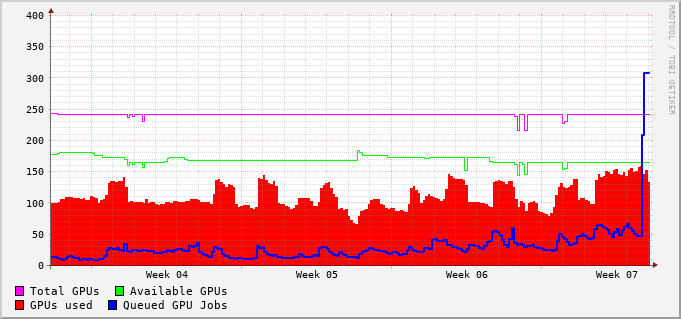 400
350
300
250
200
150
100
50
0
Week 04 Week 05 Week 06 Week 07
Total GPUs Available GPUs
GPUs used Queued GPU Jobs
RRDTOOL / TOBI OETIKER